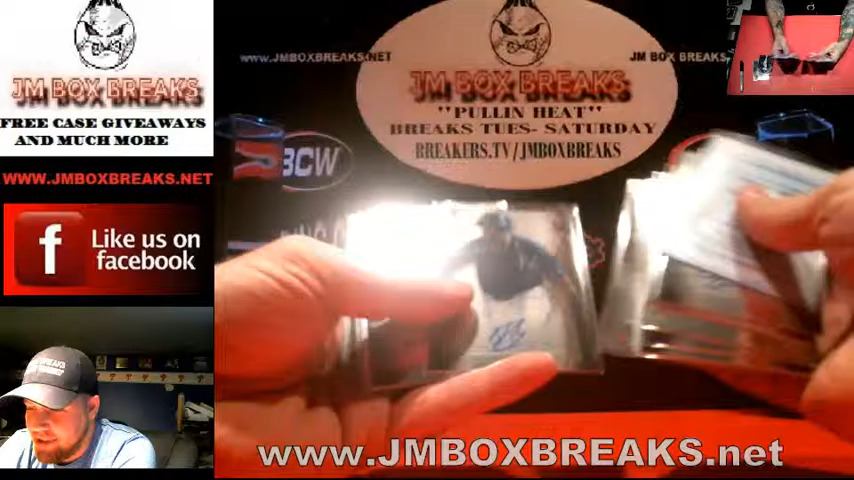 JM BOX BREAKS
FREE CASE GIVEAWAYS
AND MUCH MORE
WWW.JMBOXBREAKS.NET
f Like us on
facebook
www.JMBOXBREAKS.NET
JM BOX BREAKS
JM BOX BREAKS
"PULLIN HEAT"
BREAKS TUES- SATURDAY
BREAKERS.TV/JMBOXBREAKS
BCW
www.JMBOXBREAKS.net